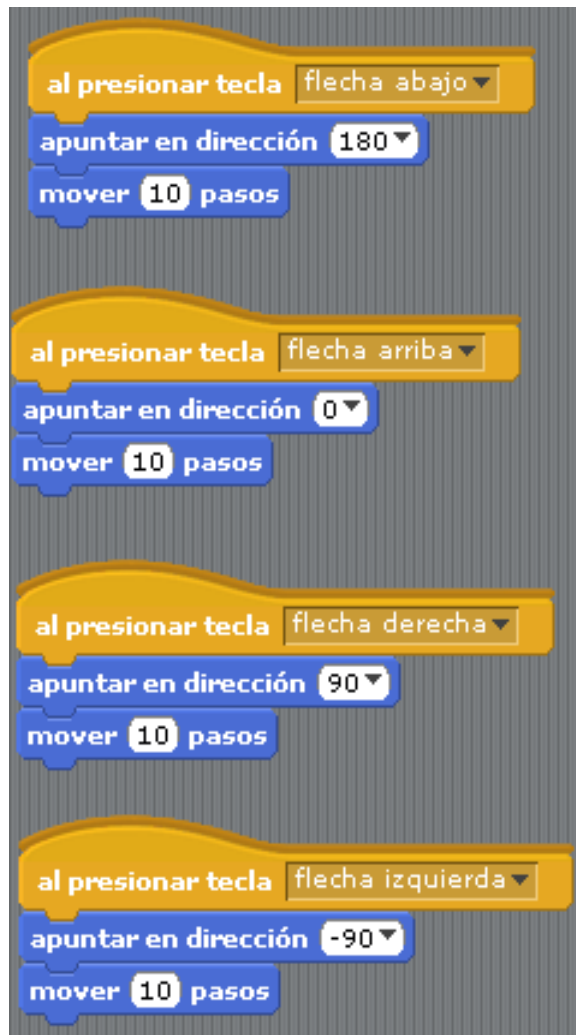 al presionar tecla flecha abajo
apuntar en dirección 180
mover 10 pasos
al presionar tecla flecha arriba
apuntar en dirección 0
mover 10 pasos
al presionar tecla flecha derecha
apuntar en dirección 90
mover 10 pasos
al presionar tecla flecha izquierda
apuntar en dirección -90
mover 10 pasos